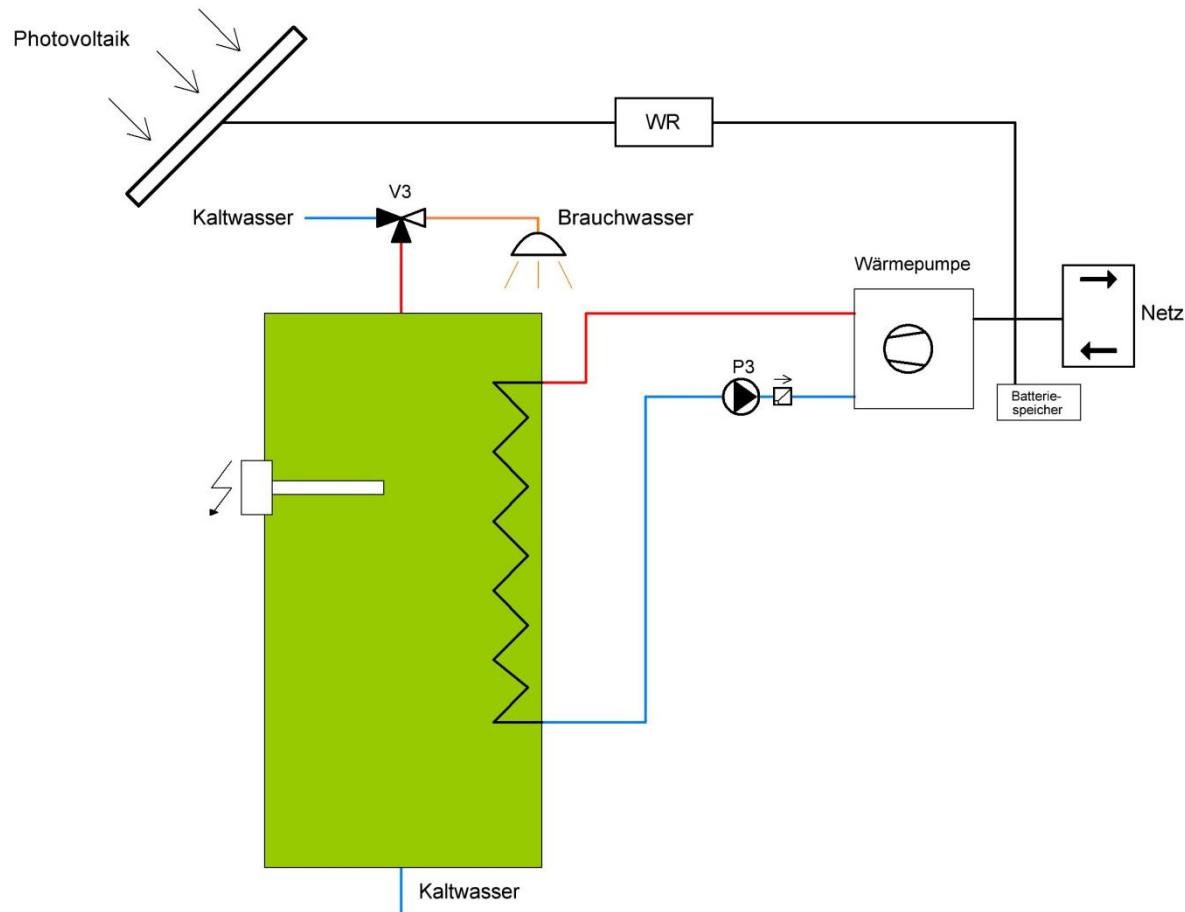 Photovoltaik
WR
V3
Kaltwasser
Brauchwasser
Wärmepumpe
Netz
P3
Batterie-
speicher
Kaltwasser